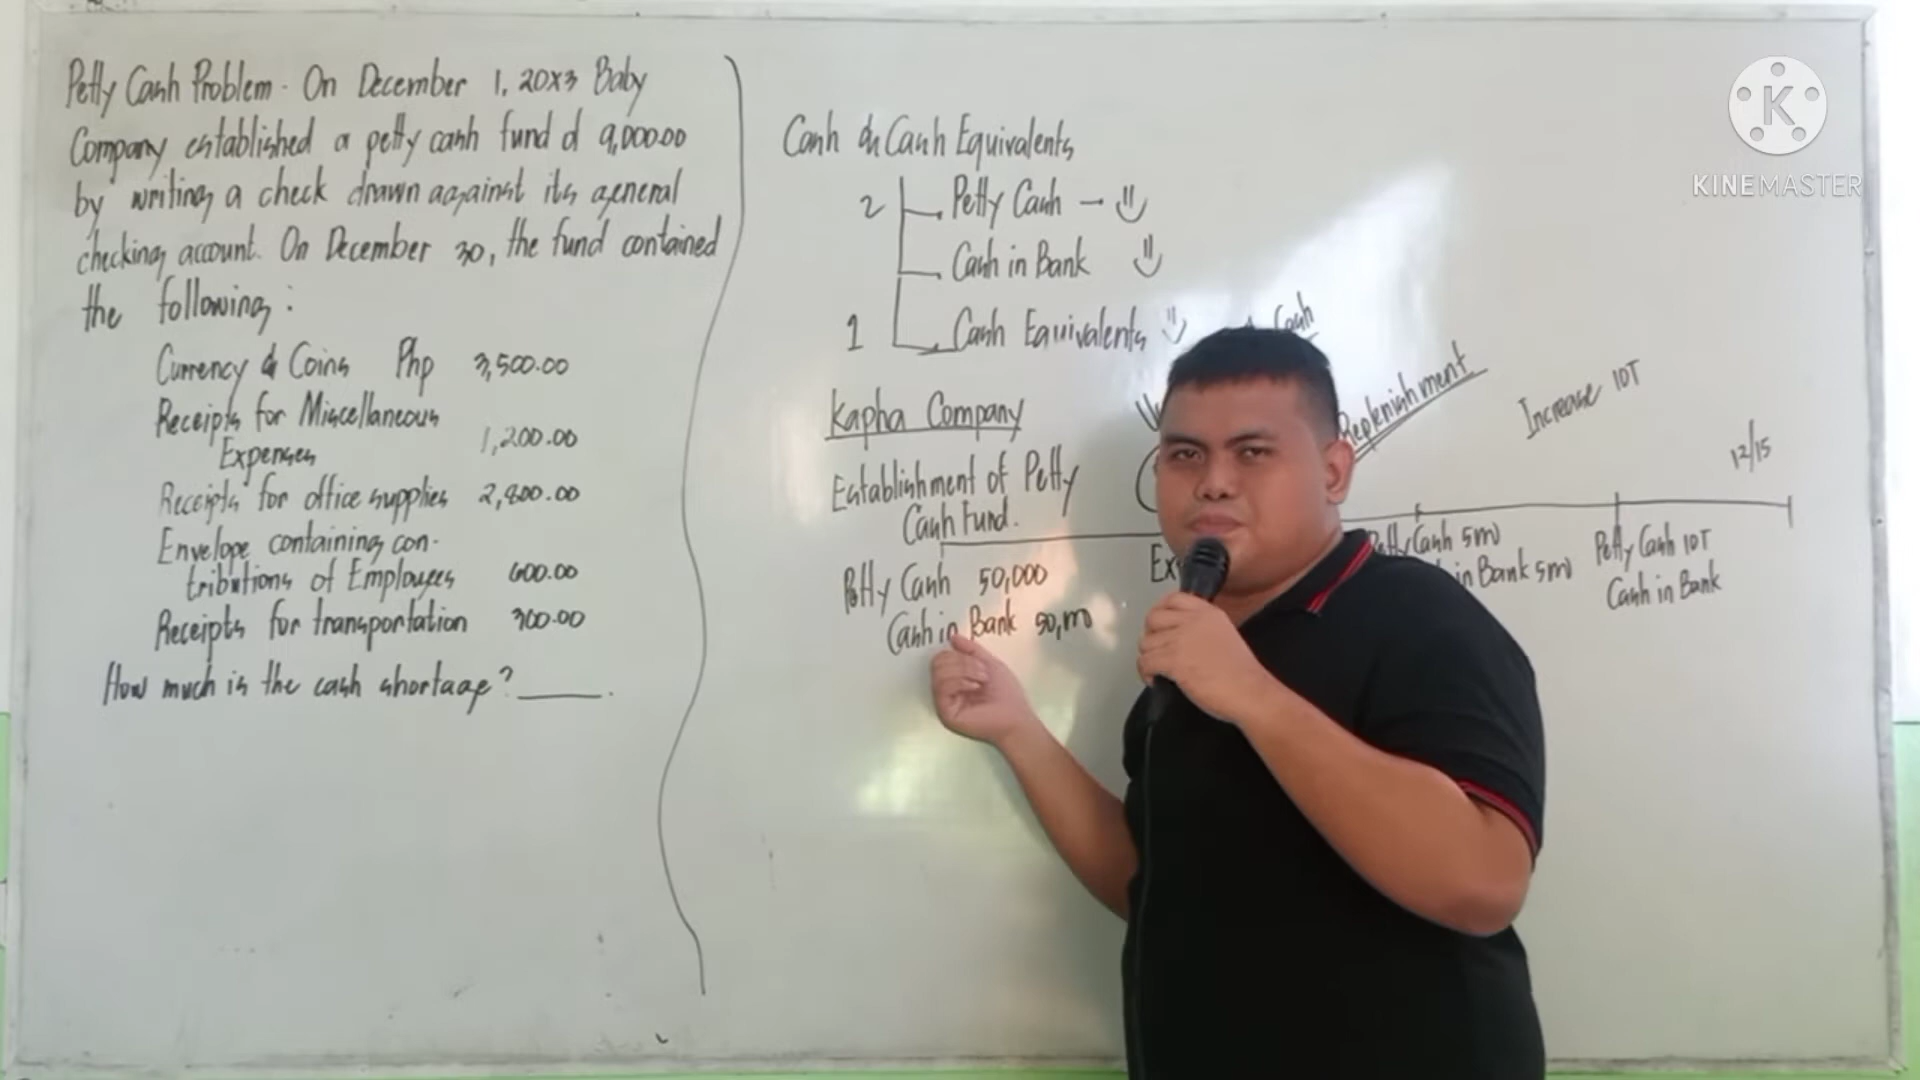 Petty Cash Problem - On December 1, 20x3 Baby
Company established a petty cash fund of 9,000.00
by writing a check drawn against its general
checking account. On December 30, the fund contained
the following:
Currency & Coins Php 3,500.00
Receipts for Miscellaneous
Expenses 1,200.00
Receipts for office supplies 2,800.00
Envelope containing con-
tributions of Employees 600.00
Receipts for transportation 300.00
How much is the cash shortage? ______.
Cash & Cash Equivalents
2 Petty Cash -
Cash in Bank
1 Cash Equivalents
Cash
Kapha Company
Replenishment
Increase 10T
12/15
Establishment of Petty
Cash Fund.
Petty Cash 50,000
Cash in Bank 50,m
Petty Cash 5m
in Bank 5m
Petty Cash 10T
Cash in Bank
K
KINEMASTER